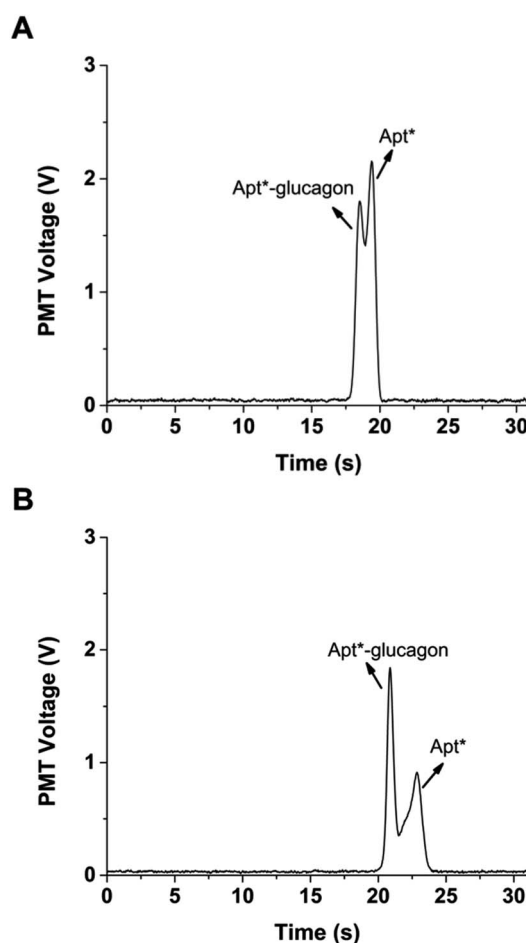 A
3
2
1
0
PMT Voltage (V)
Apt*-glucagon
Apt*
0 5 10 15 20 25 30
Time (s)
B
3
2
1
0
PMT Voltage (V)
Apt*-glucagon
Apt*
0 5 10 15 20 25 30
Time (s)